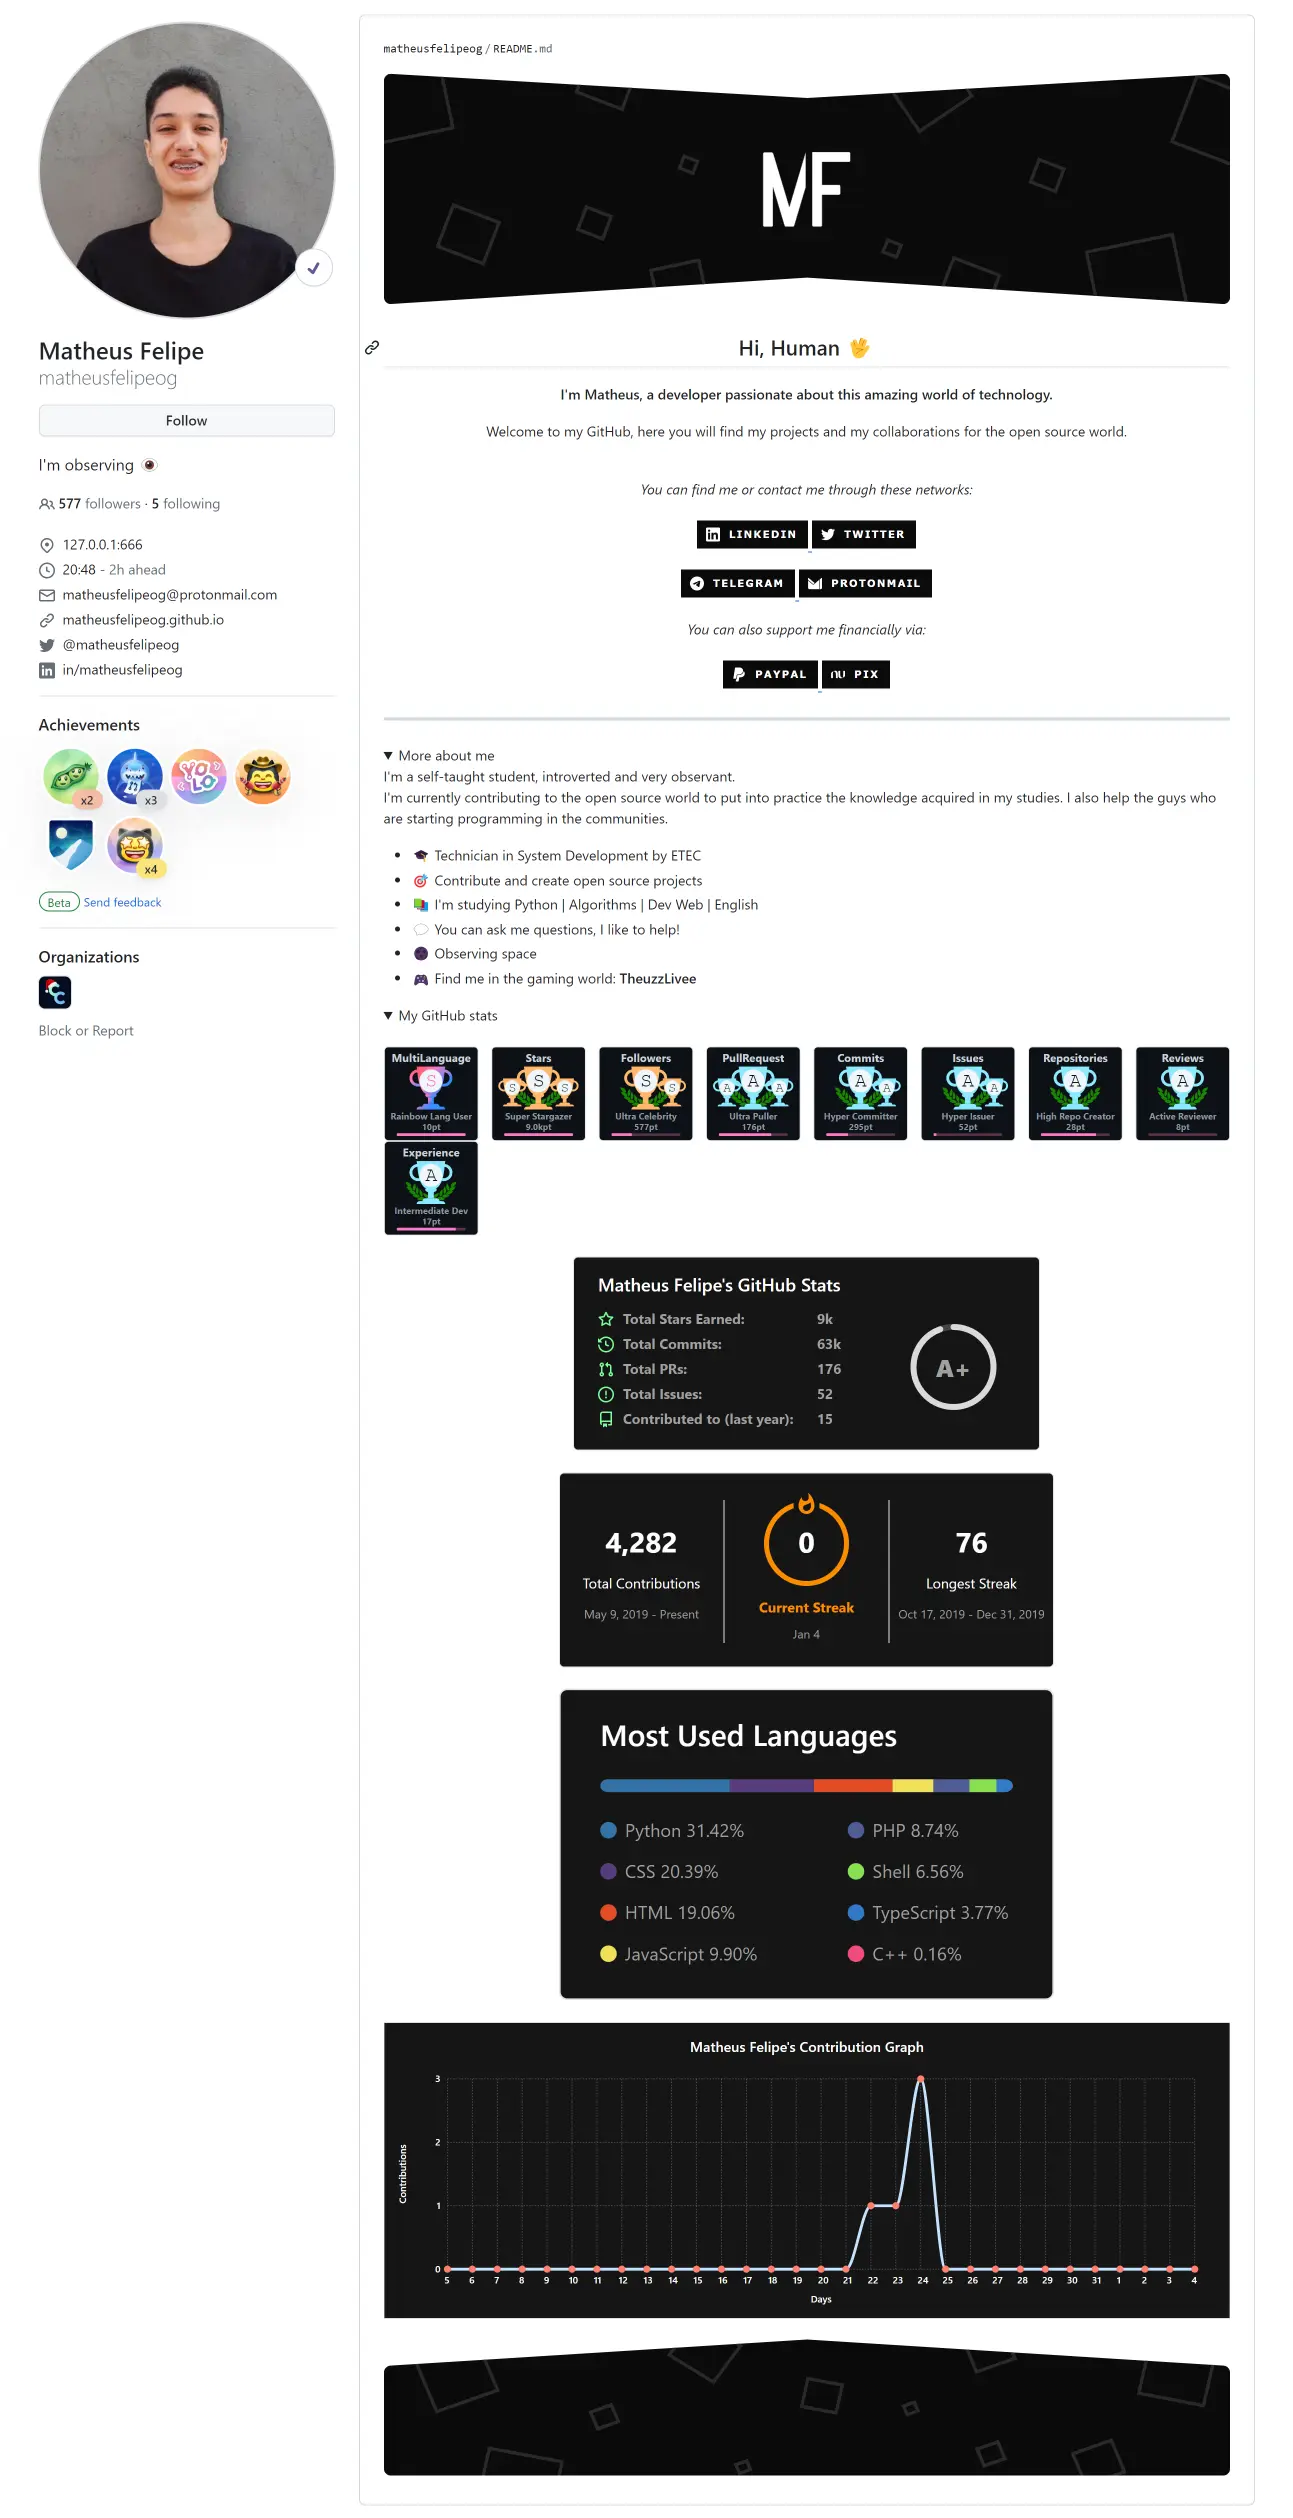 Matheus Felipe
matheusfelipeog
Follow
I'm observing
577 followers · 5 following
127.0.0.1:666
20:48 - 2h ahead
matheusfelipeog@protonmail.com
matheusfelipeog.github.io
@matheusfelipeog
in/matheusfelipeog
Achievements
x2
x3
YOLO
x4
Beta Send feedback
Organizations
CC
Block or Report
matheusfelipeog/README.md
MF
Hi, Human
I'm Matheus, a developer passionate about this amazing world of technology.
Welcome to my GitHub, here you will find my projects and my collaborations for the open source world.
You can find me or contact me through these networks:
LINKEDIN TWITTER
TELEGRAM PROTONMAIL
You can also support me financially via:
PAYPAL PIX
More about me
I'm a self-taught student, introverted and very observant.
I'm currently contributing to the open source world to put into practice the knowledge acquired in my studies. I also help the guys who
are starting programming in the communities.
Technician in System Development by ETEC
Contribute and create open source projects
I'm studying Python | Algorithms | Dev Web | English
You can ask me questions, I like to help!
Observing space
Find me in the gaming world: TheuzzLivee
My GitHub stats
MultiLanguage Stars Followers PullRequest Commits Issues Repositories Reviews
S S S S S S A A A A A A A A A
Rainbow Lang User Super Stargazer Ultra Celebrity Ultra Puller Hyper Committer Hyper Issuer High Repo Creator Active Reviewer
10pt 9.0kpt 577pt 176pt 295pt 52pt 28pt 8pt
Experience
A
Intermediate Dev
17pt
Matheus Felipe's GitHub Stats
Total Stars Earned: 9k
Total Commits: 63k
Total PRs: 176
Total Issues: 52
Contributed to (last year): 15
A+
4,282
Total Contributions
May 9, 2019 - Present
0
Current Streak
Jan 4
76
Longest Streak
Oct 17, 2019 - Dec 31, 2019
Most Used Languages
Python 31.42%
CSS 20.39%
HTML 19.06%
JavaScript 9.90%
PHP 8.74%
Shell 6.56%
TypeScript 3.77%
C++ 0.16%
Matheus Felipe's Contribution Graph
3
2
1
0
Contributions
5 6 7 8 9 10 11 12 13 14 15 16 17 18 19 20 21 22 23 24 25 26 27 28 29 30 31 1 2 3 4
Days